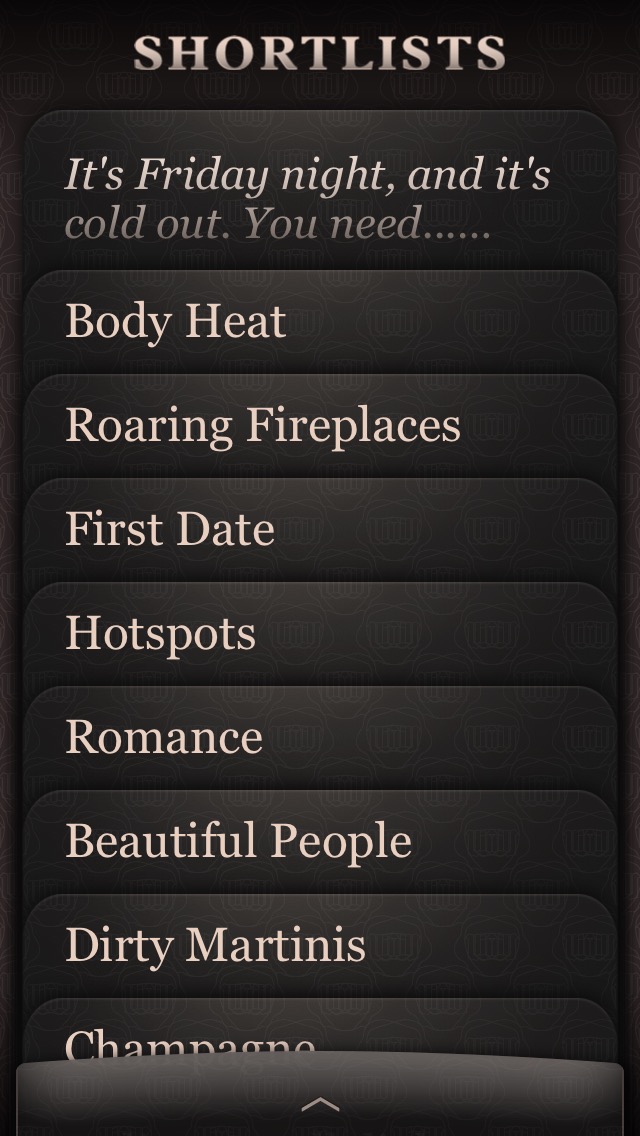 SHORTLISTS
It's Friday night, and it's
cold out. You need......
Body Heat
Roaring Fireplaces
First Date
Hotspots
Romance
Beautiful People
Dirty Martinis
Champagne